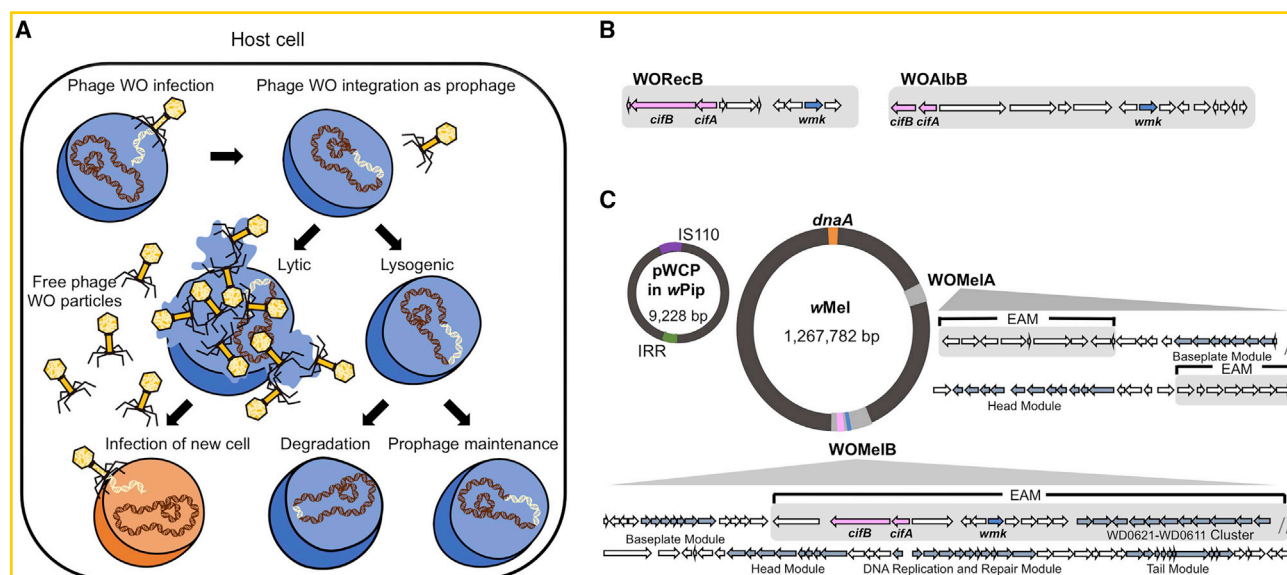 A
Host cell
Phage WO infection
Phage WO integration as prophage
Lytic
Lysogenic
Free phage
WO particles
Infection of new cell
Degradation
Prophage maintenance
B
WORecB
cifB
cifA
wmk
WOAlbB
cifB
cifA
wmk
C
IS110
pWCP
in wPip
9,228 bp
IRR
dnaA
wMel
1,267,782 bp
WOMelA
EAM
Baseplate Module
EAM
Head Module
WOMelB
EAM
Baseplate Module
cifB
cifA
wmk
WD0621-WD0611 Cluster
Head Module
DNA Replication and Repair Module
Tail Module